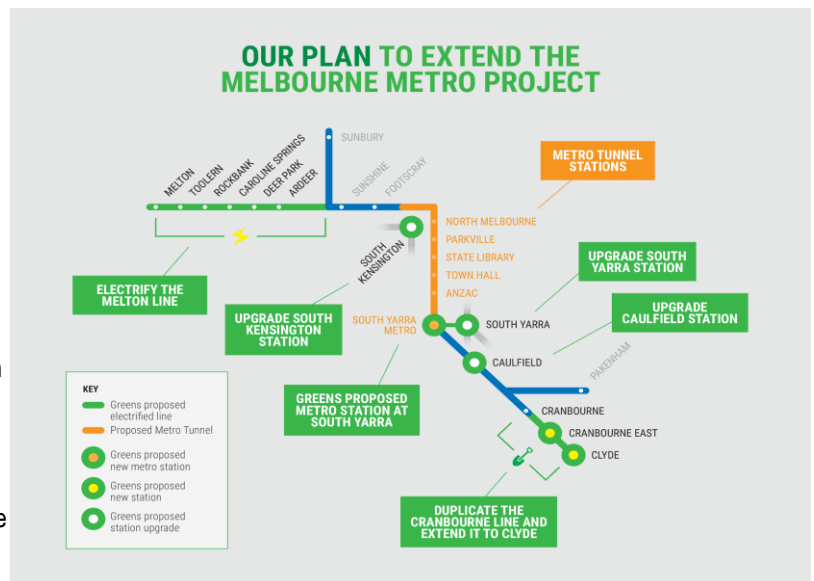 OUR PLAN TO EXTEND THE
MELBOURNE METRO PROJECT
SUNBURY
MELTON
TOOLERN
ROCKBANK
CAROLINE SPRINGS
DEER PARK
ARDEER
SUNSHINE
FOOTSCRAY
METRO TUNNEL
STATIONS
NORTH MELBOURNE
PARKVILLE
STATE LIBRARY
TOWN HALL
ANZAC
SOUTH
KENSINGTON
UPGRADE SOUTH
YARRA STATION
ELECTRIFY THE
MELTON LINE
UPGRADE SOUTH
KENSINGTON
STATION
SOUTH YARRA
METRO
SOUTH YARRA
UPGRADE
CAULFIELD STATION
CAULFIELD
PAKENHAM
GREENS PROPOSED
METRO STATION AT
SOUTH YARRA
CRANBOURNE
CRANBOURNE EAST
CLYDE
KEY
Greens proposed
electrified line
Proposed Metro Tunnel
Greens proposed
new metro station
Greens proposed
new station
Greens proposed
station upgrade
DUPLICATE THE
CRANBOURNE LINE AND
EXTEND IT TO CLYDE